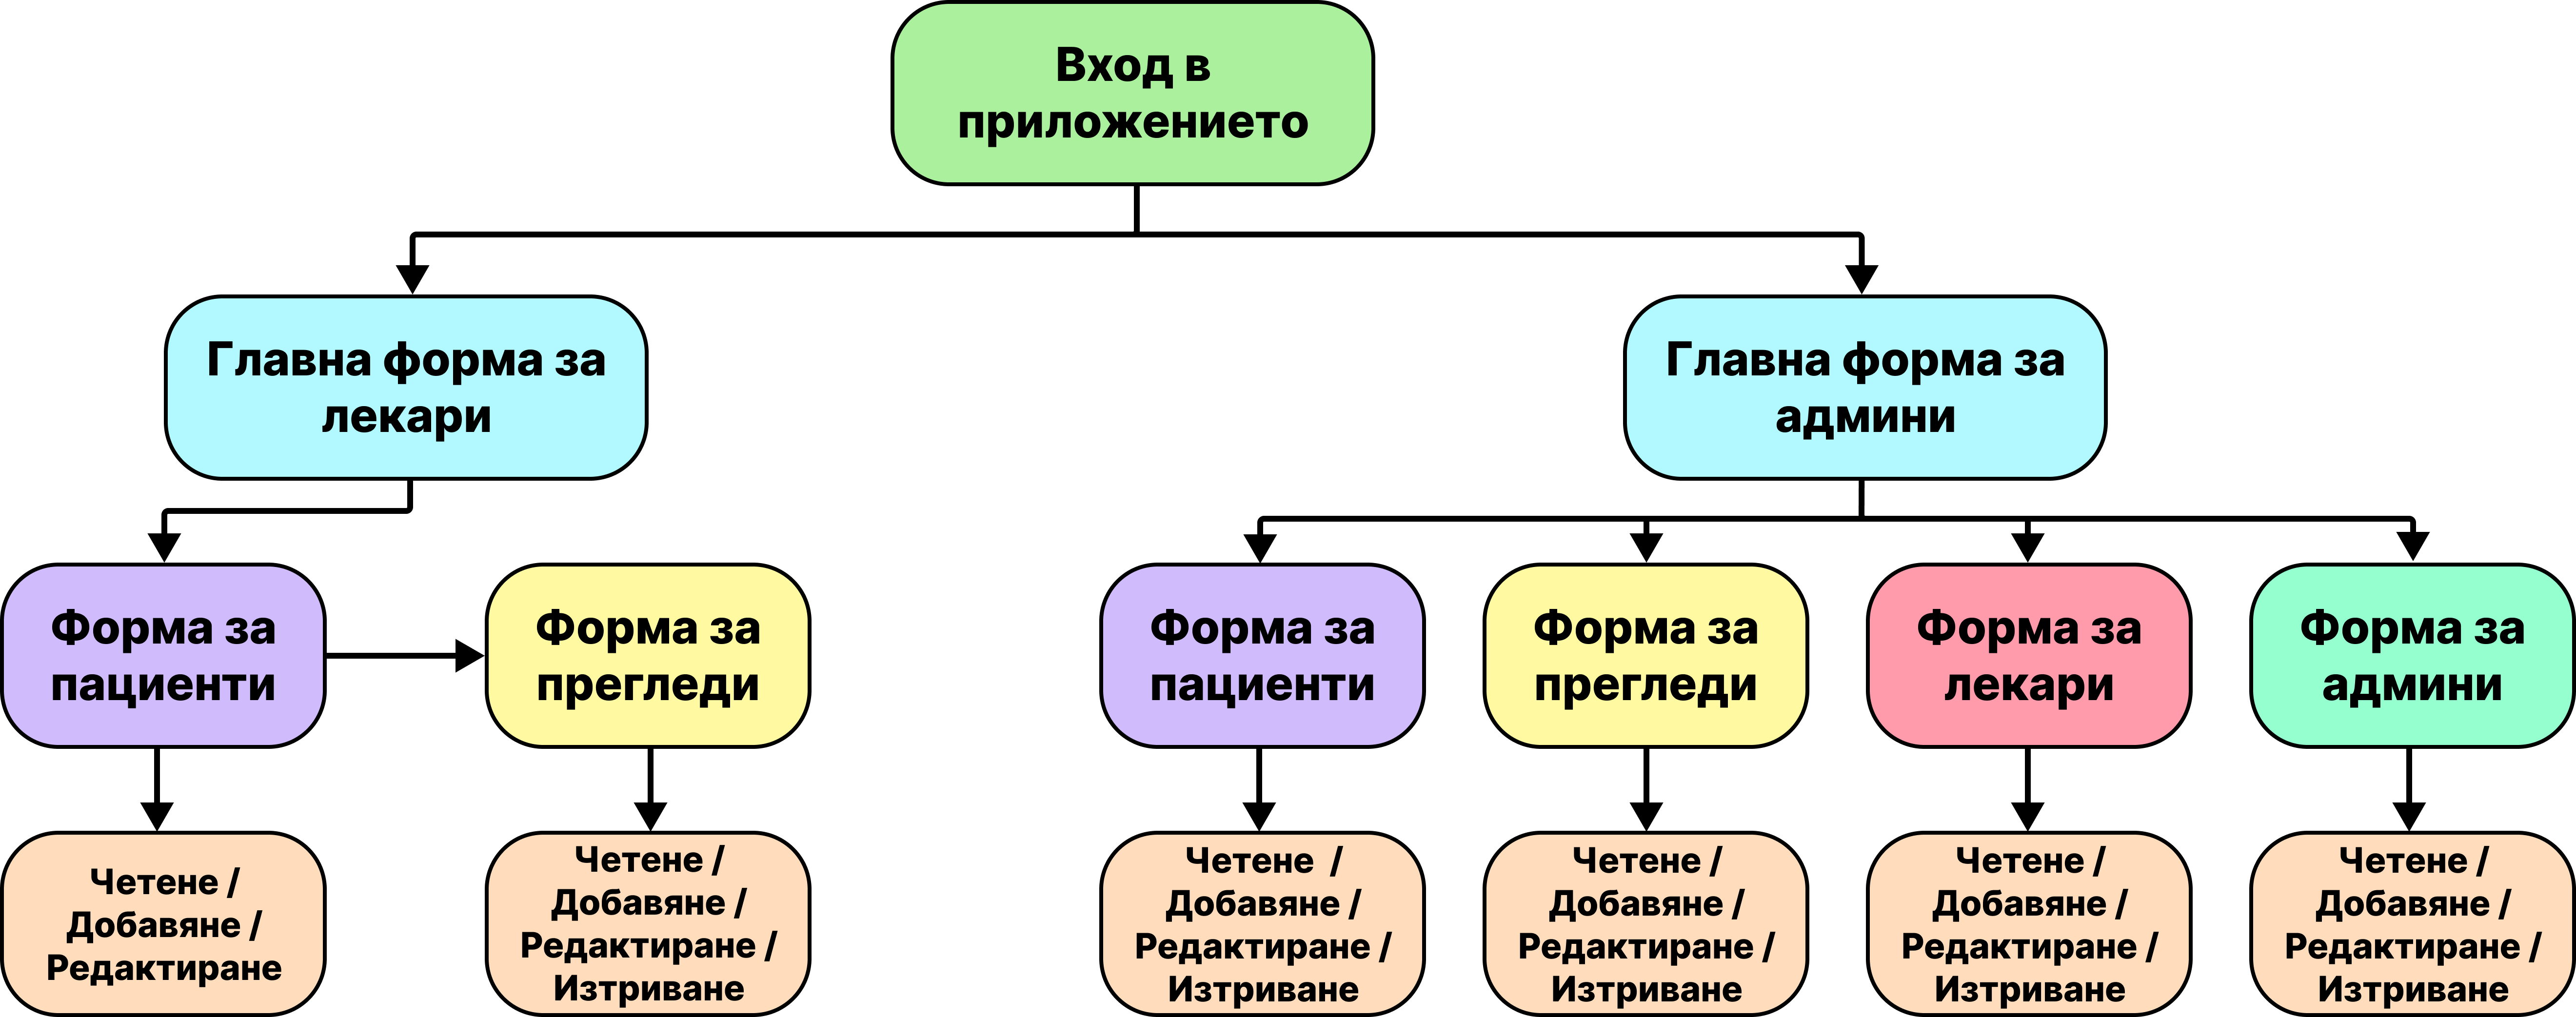 Вход в
приложението
Главна форма за
лекари
Главна форма за
админи
Форма за
пациенти
Форма за
прегледи
Форма за
пациенти
Форма за
прегледи
Форма за
лекари
Форма за
админи
Четене /
Добавяне /
Редактиране
Четене /
Добавяне /
Редактиране /
Изтриване
Четене  /
Добавяне /
Редактиране /
Изтриване
Четене /
Добавяне /
Редактиране /
Изтриване
Четене /
Добавяне /
Редактиране /
Изтриване
Четене /
Добавяне /
Редактиране /
Изтриване